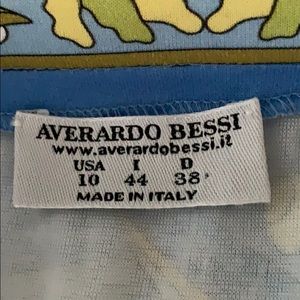 AVERARDO BESSI
www.averardobessi.it
USA I D
10 44 38
MADE IN ITALY